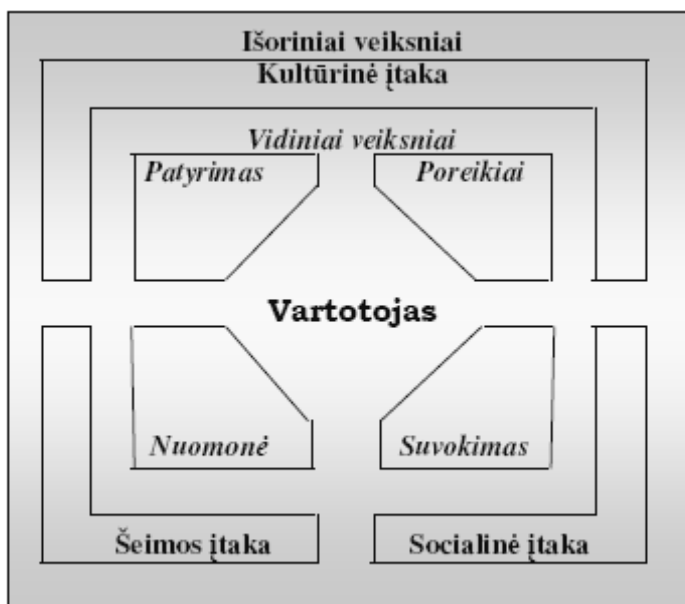 Išoriniai veiksniai
Kultūrinė įtaka
Vidiniai veiksniai
Patyrimas
Poreikiai
Vartotojas
Nuomonė
Suvokimas
Šeimos įtaka
Socialinė įtaka